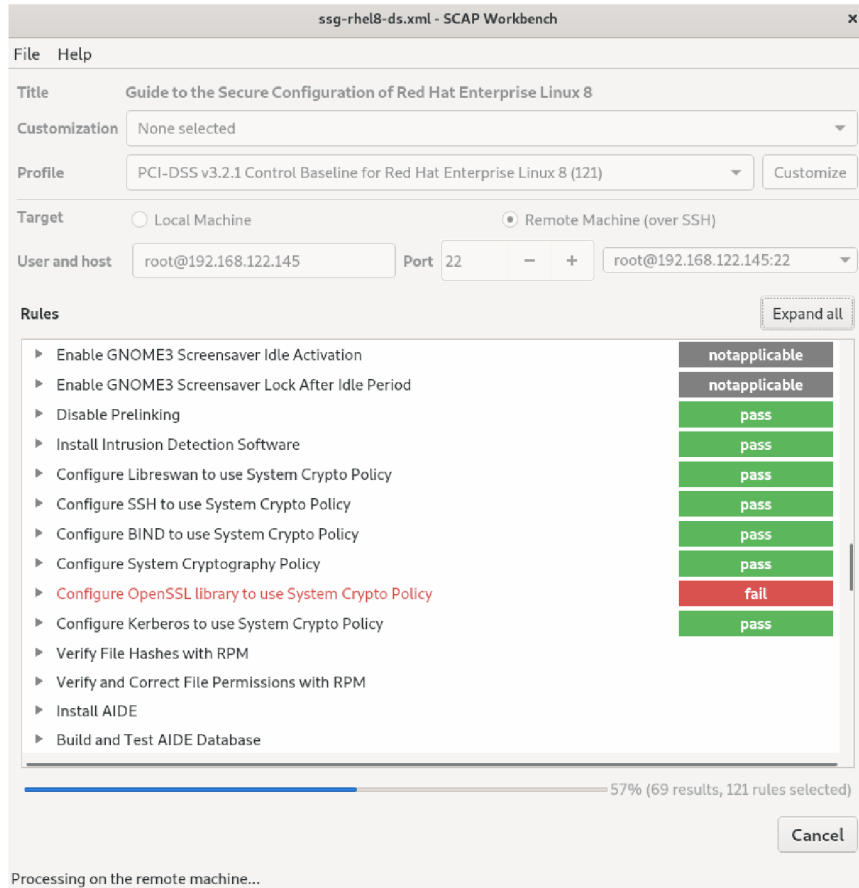 ssg-rhel8-ds.xml - SCAP Workbench
File Help
Title Guide to the Secure Configuration of Red Hat Enterprise Linux 8
Customization None selected
Profile PCI-DSS v3.2.1 Control Baseline for Red Hat Enterprise Linux 8 (121) Customize
Target Local Machine Remote Machine (over SSH)
User and host root@192.168.122.145 Port 22 − + root@192.168.122.145:22
Rules Expand all
Enable GNOME3 Screensaver Idle Activation notapplicable
Enable GNOME3 Screensaver Lock After Idle Period notapplicable
Disable Prelinking pass
Install Intrusion Detection Software pass
Configure Libreswan to use System Crypto Policy pass
Configure SSH to use System Crypto Policy pass
Configure BIND to use System Crypto Policy pass
Configure System Cryptography Policy pass
Configure OpenSSL library to use System Crypto Policy fail
Configure Kerberos to use System Crypto Policy pass
Verify File Hashes with RPM
Verify and Correct File Permissions with RPM
Install AIDE
Build and Test AIDE Database
57% (69 results, 121 rules selected)
Cancel
Processing on the remote machine...